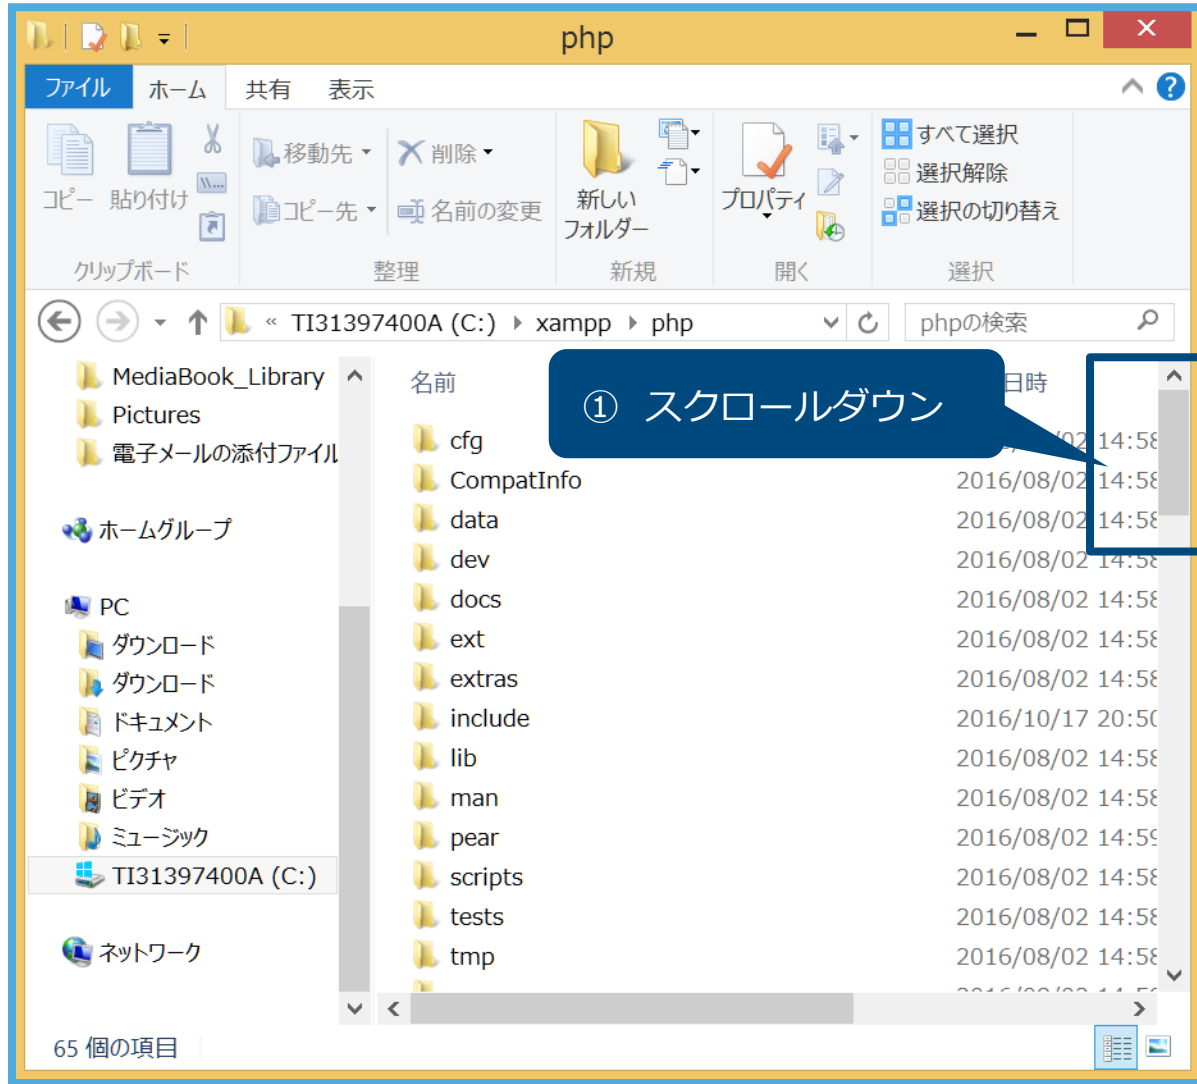 php
ファイル ホーム 共有 表示
コピー 貼り付け 移動先 コピー先 削除 名前の変更 新しい フォルダー プロパティ すべて選択 選択解除 選択の切り替え
クリップボード 整理 新規 開く 選択
« TI31397400A (C:) xampp php phpの検索
MediaBook_Library
Pictures
電子メールの添付ファイル
ホームグループ
PC
ダウンロード
ダウンロード
ドキュメント
ピクチャ
ビデオ
ミュージック
TI31397400A (C:)
ネットワーク
名前 日時
① スクロールダウン
cfg 02 14:58
CompatInfo 2016/08/02 14:58
data 2016/08/02 14:58
dev 2016/08/02 14:58
docs 2016/08/02 14:58
ext 2016/08/02 14:58
extras 2016/08/02 14:58
include 2016/10/17 20:50
lib 2016/08/02 14:58
man 2016/08/02 14:58
pear 2016/08/02 14:59
scripts 2016/08/02 14:58
tests 2016/08/02 14:58
tmp 2016/08/02 14:58
65 個の項目